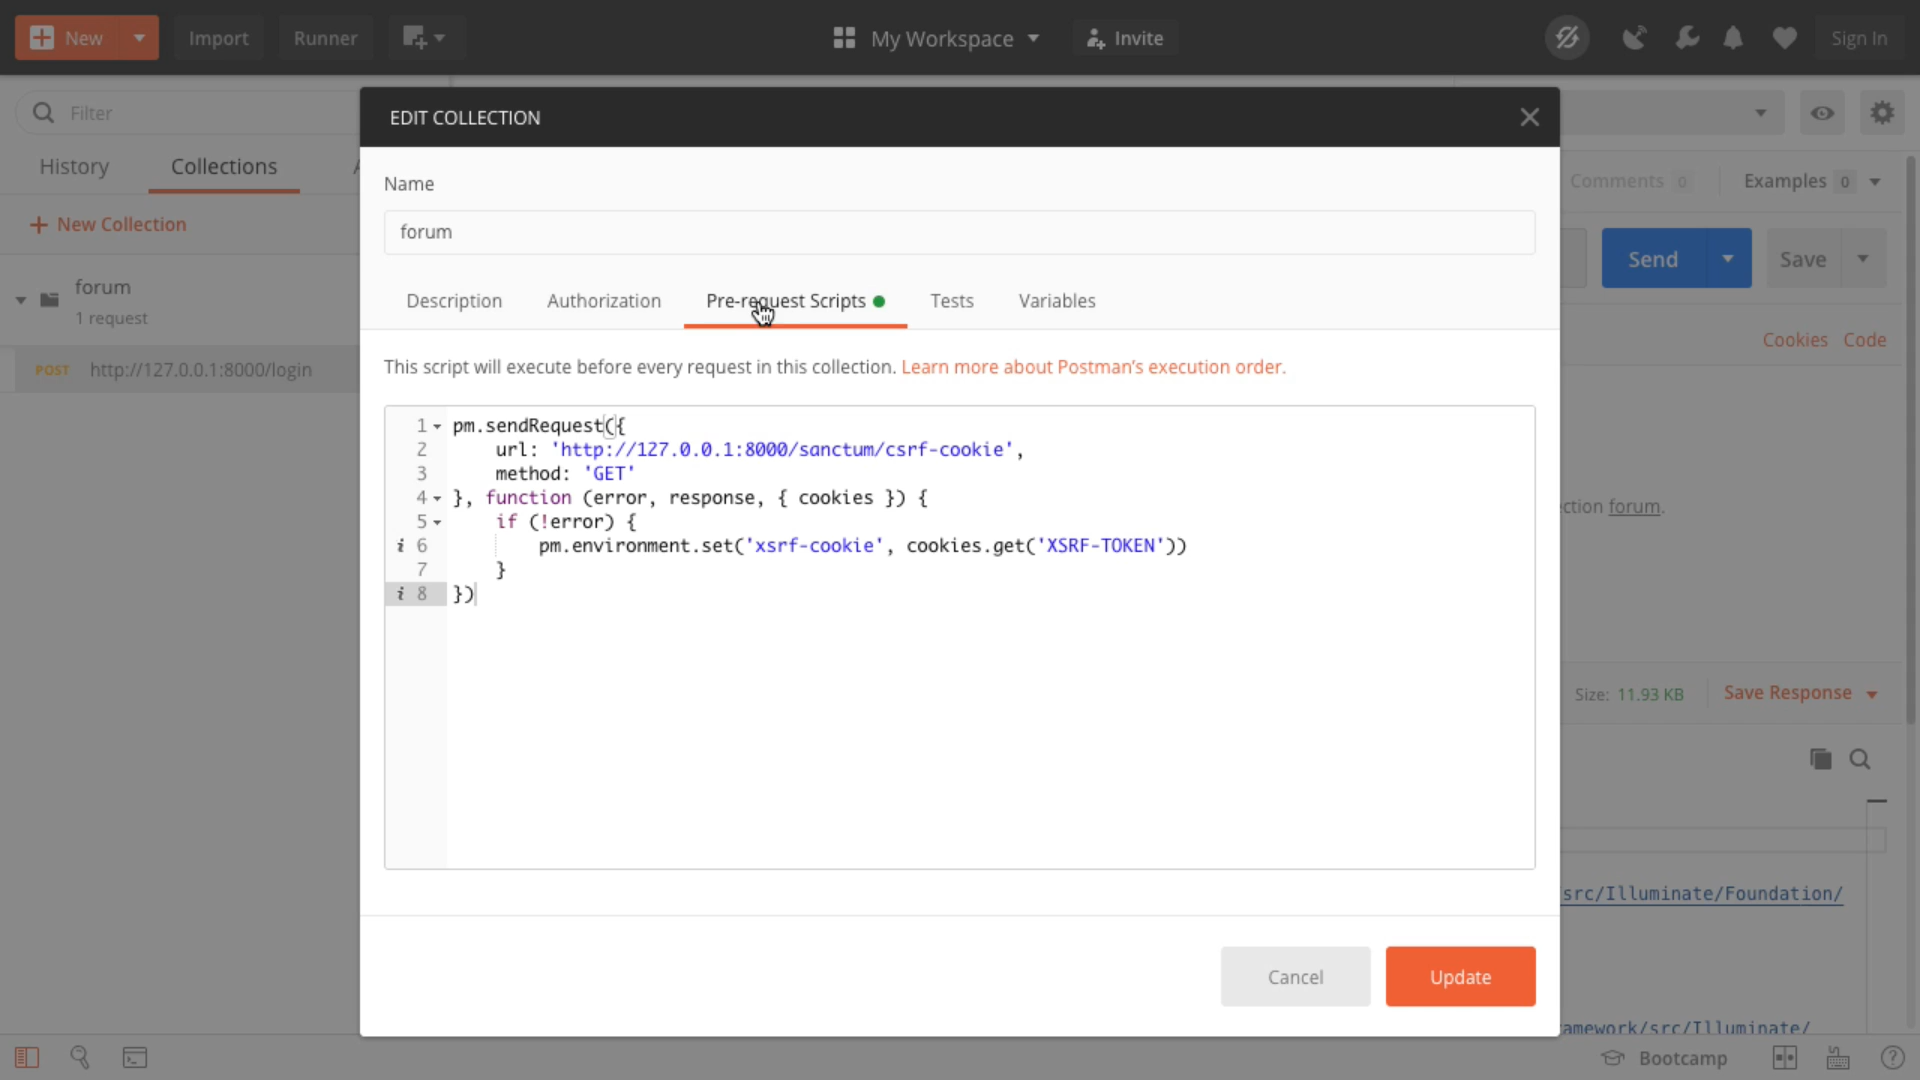 New
Import
Runner
My Workspace
Invite
Sign In
Filter
History
Collections
A
+ New Collection
forum
1 request
POST http://127.0.0.1:8000/login
EDIT COLLECTION
Name
forum
Description
Authorization
Pre-request Scripts
Tests
Variables
This script will execute before every request in this collection. Learn more about Postman's execution order.
1 pm.sendRequest({
2 url: 'http://127.0.0.1:8000/sanctum/csrf-cookie',
3 method: 'GET'
4 }, function (error, response, { cookies }) {
5 if (!error) {
i 6 pm.environment.set('xsrf-cookie', cookies.get('XSRF-TOKEN'))
7 }
i 8 })
Cancel
Update
Comments 0
Examples 0
Send
Save
Cookies Code
ction forum.
Size: 11.93 KB
Save Response
src/Illuminate/Foundation/
amework/src/Illuminate/
Bootcamp